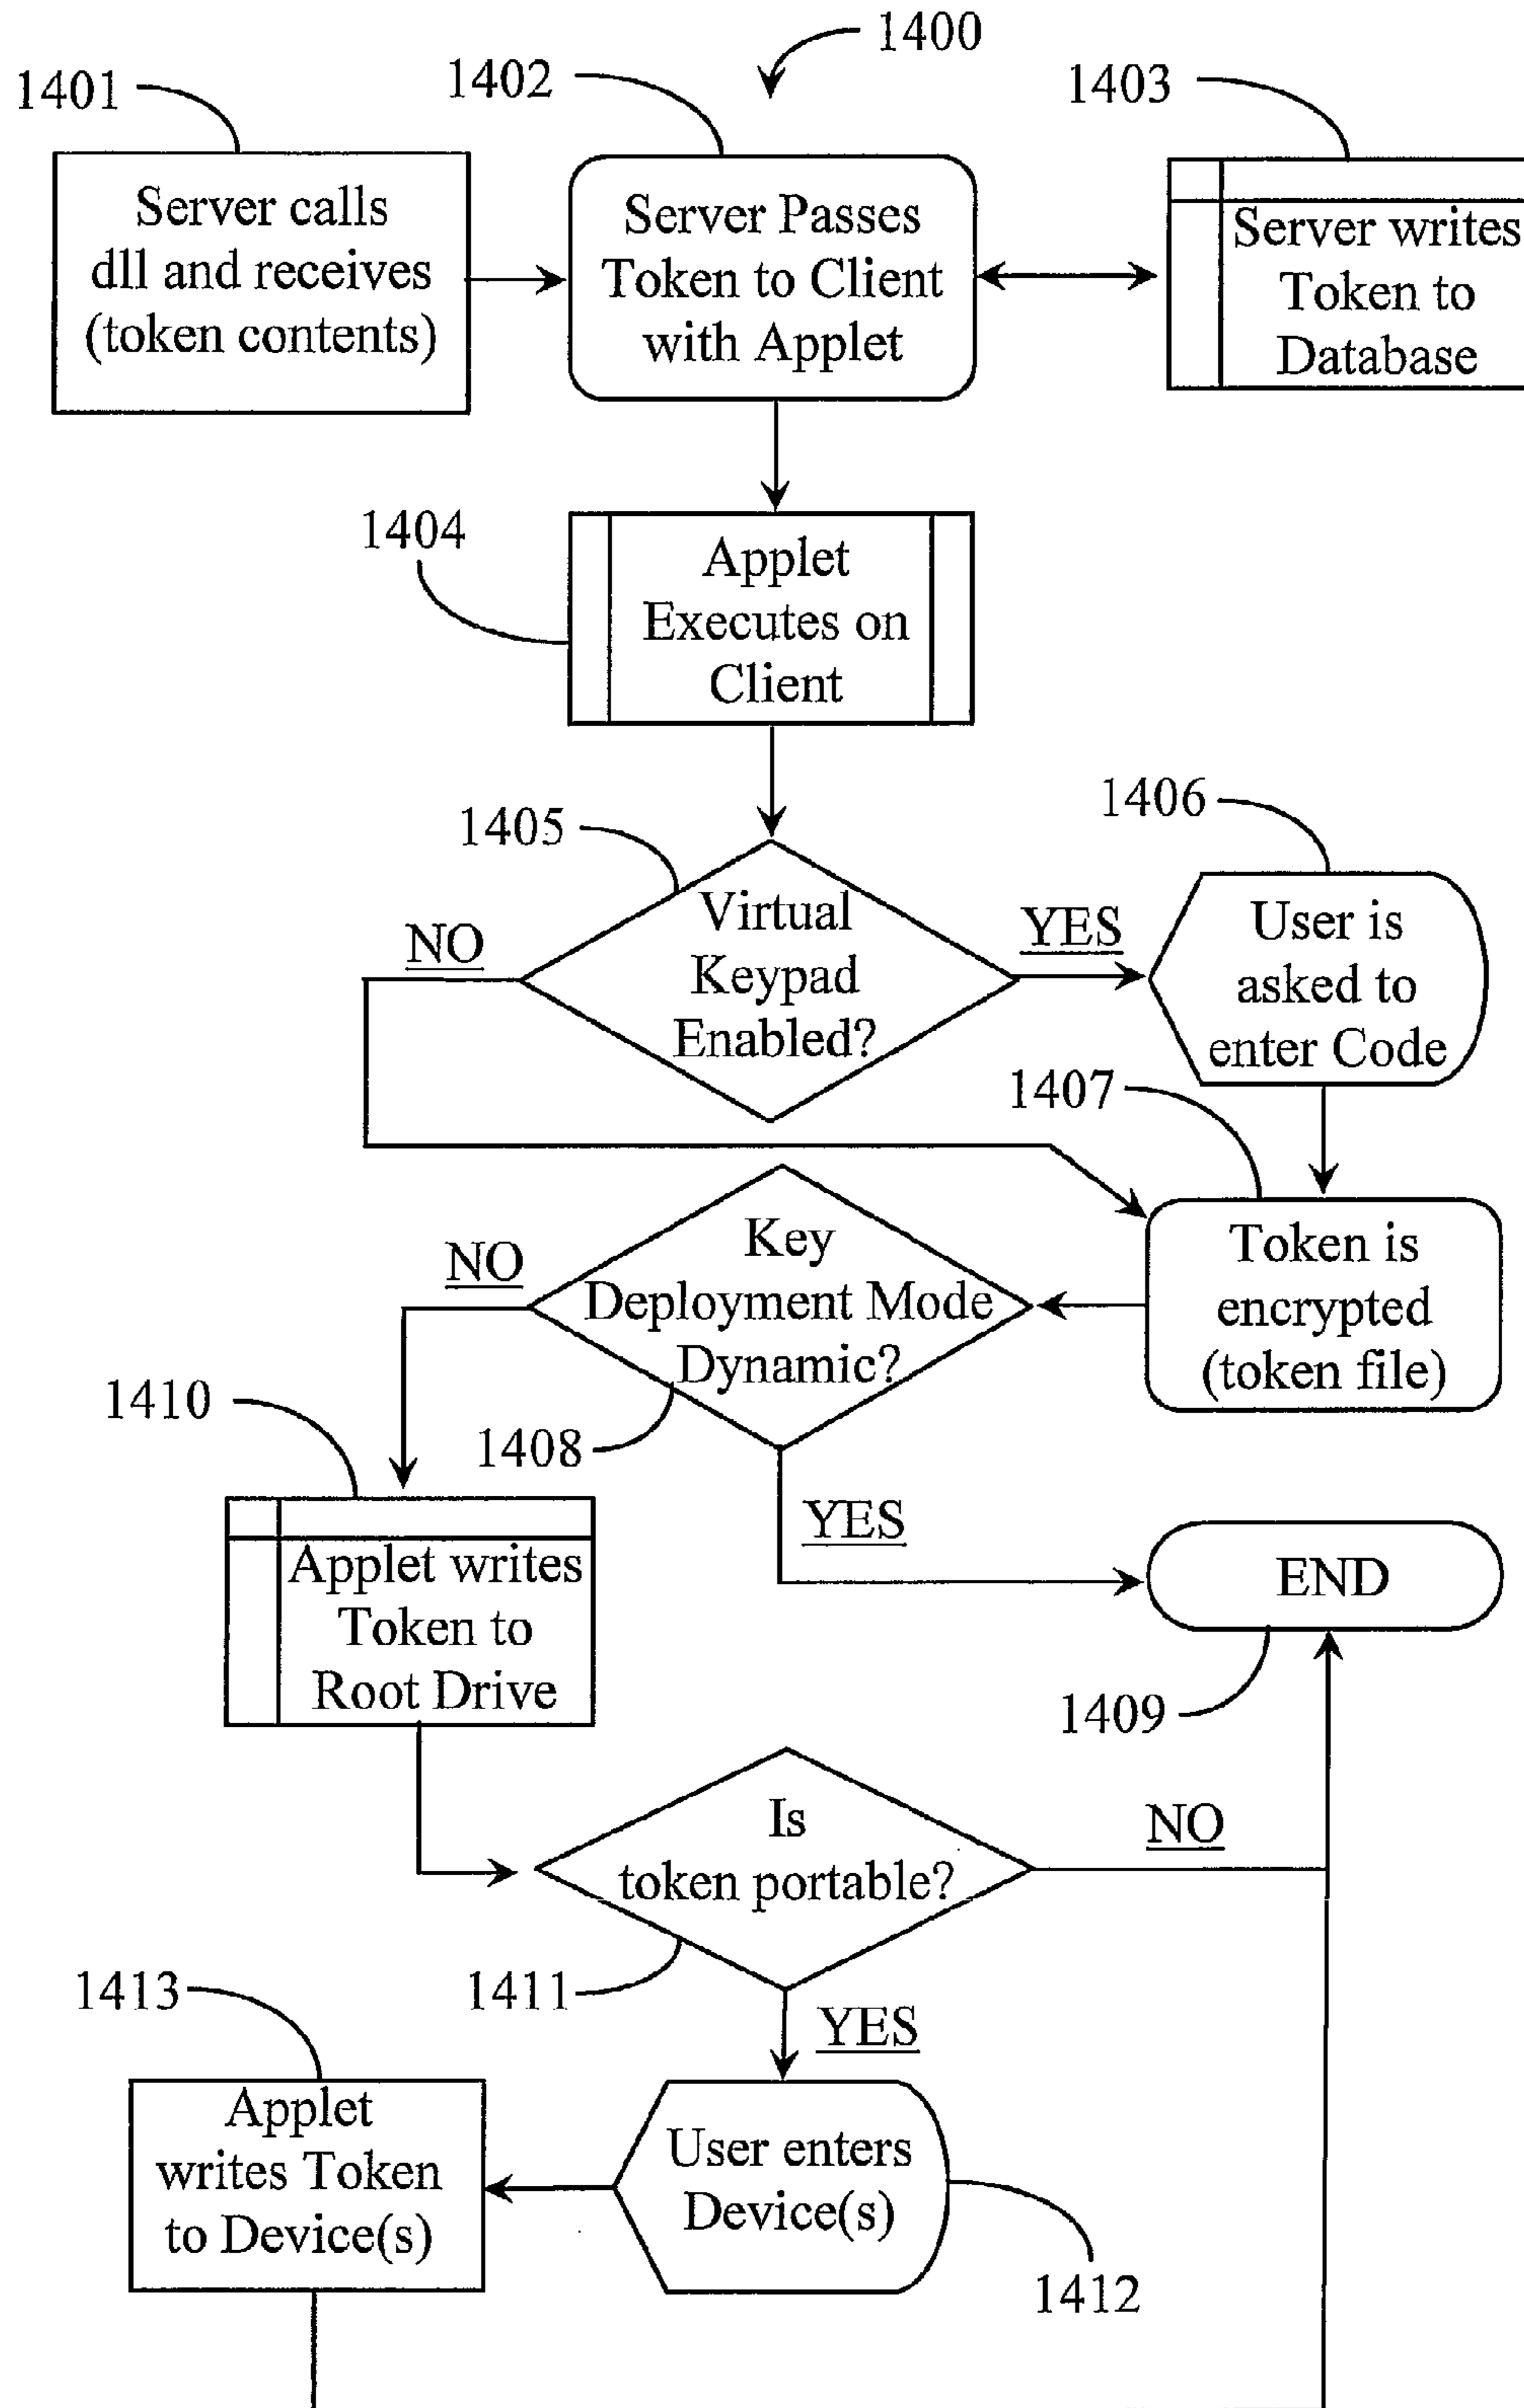 1400
1401
1402
1403
Server calls
dll and receives
(token contents)
Server Passes
Token to Client
with Applet
Server writes
Token to
Database
1404
Applet
Executes on
Client
1405
1406
Virtual
Keypad
Enabled?
NO
YES
User is
asked to
enter Code
1407
Key
Deployment Mode
Dynamic?
NO
Token is
encrypted
(token file)
1408
1410
YES
Applet writes
Token to
Root Drive
END
1409
Is
token portable?
NO
1411
YES
1413
Applet
writes Token
to Device(s)
User enters
Device(s)
1412